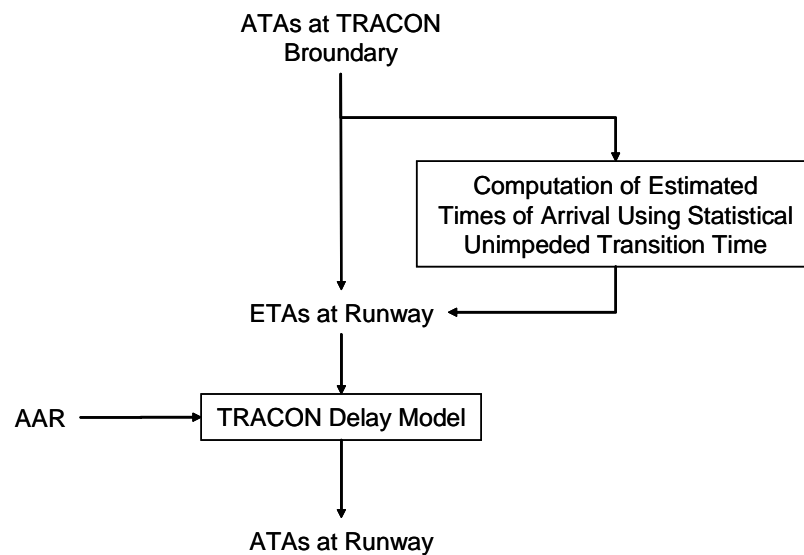 ATAs at TRACON
Broundary
Computation of Estimated
Times of Arrival Using Statistical
Unimpeded Transition Time
ETAs at Runway
AAR
TRACON Delay Model
ATAs at Runway